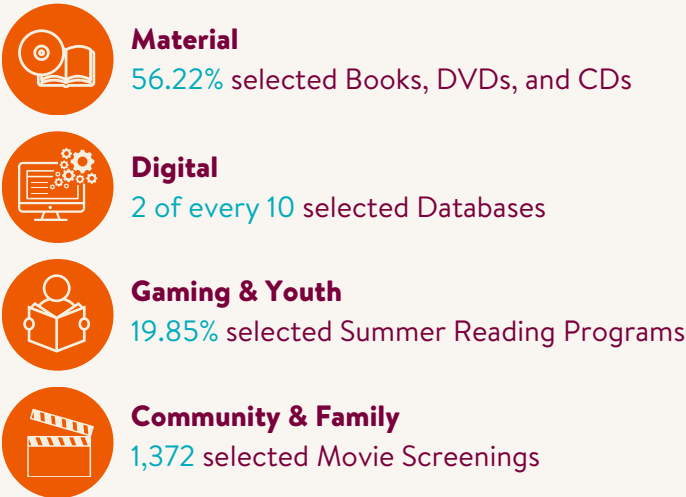 Material
56.22% selected Books, DVDs, and CDs
Digital
2 of every 10 selected Databases
Gaming & Youth
19.85% selected Summer Reading Programs
Community & Family
1,372 selected Movie Screenings